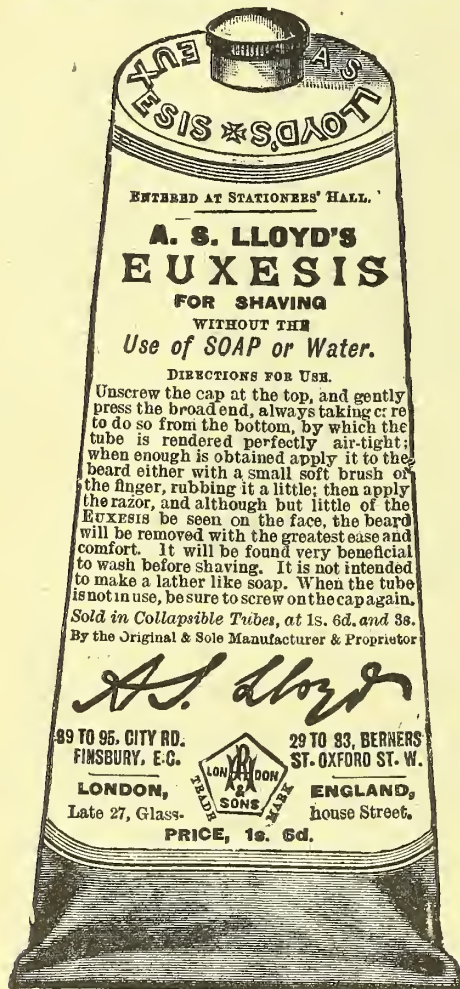 A. S. LLOYD'S EUXESIS
ENTERED AT STATIONERS' HALL.
A. S. LLOYD'S
EUXESIS
FOR SHAVING
WITHOUT THE
Use of SOAP or Water.
DIRECTIONS FOR USE.
Unscrew the cap at the top, and gently
press the broad end, always taking care
to do so from the bottom, by which the
tube is rendered perfectly air-tight;
when enough is obtained apply it to the
beard either with a small soft brush or
the finger, rubbing it a little; then apply
the razor, and although but little of the
EUXESIS be seen on the face, the beard
will be removed with the greatest ease and
comfort. It will be found very beneficial
to wash before shaving. It is not intended
to make a lather like soap. When the tube
is not in use, be sure to screw on the cap again.
Sold in Collapsible Tubes, at 1s. 6d. and 3s.
By the Original & Sole Manufacturer & Proprietor
A.S. Lloyd
89 TO 95, CITY RD. 29 TO 33, BERNERS
FINSBURY, E.C. ST. OXFORD ST. W.
LONDON
& SONS
TRADE MARK
LONDON, ENGLAND,
Late 27, Glass- house Street.
PRICE, 1s. 6d.